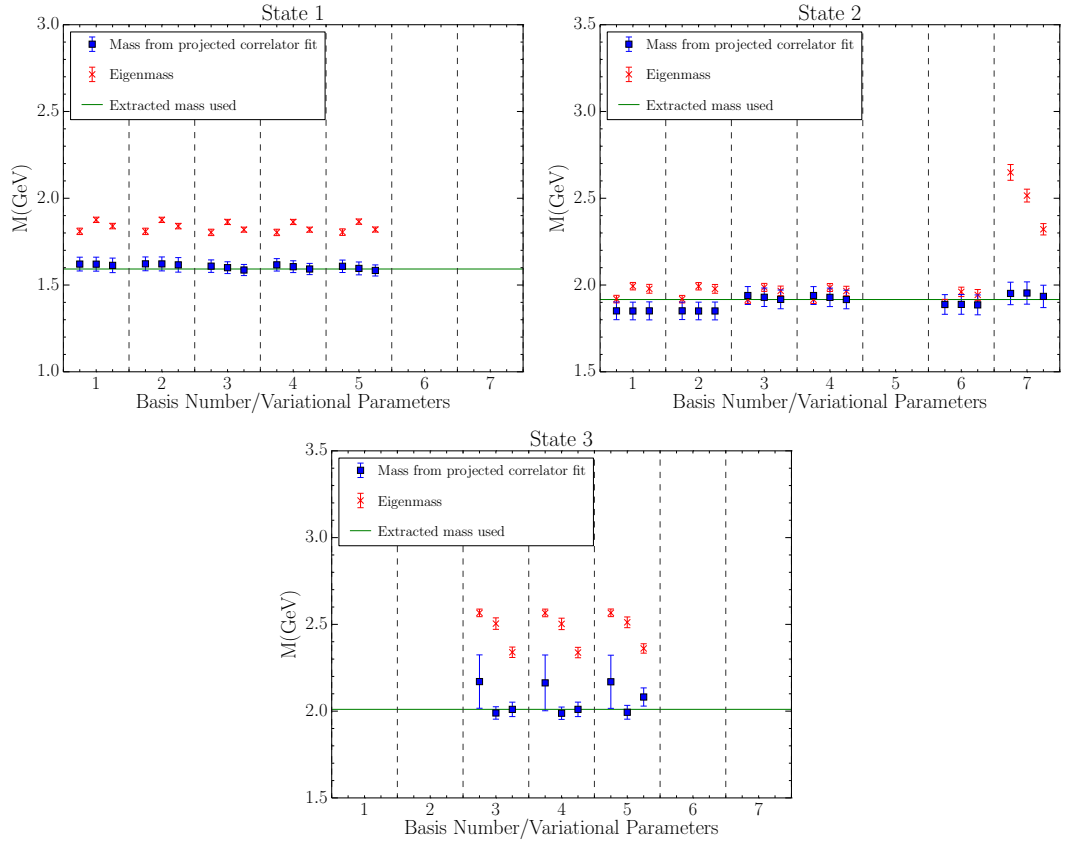 State 1
M(GeV)
3.0
2.5
2.0
1.5
1.0
Mass from projected correlator fit
Eigenmass
Extracted mass used
1 2 3 4 5 6 7
Basis Number/Variational Parameters
State 2
M(GeV)
3.5
3.0
2.5
2.0
1.5
Mass from projected correlator fit
Eigenmass
Extracted mass used
1 2 3 4 5 6 7
Basis Number/Variational Parameters
State 3
M(GeV)
3.5
3.0
2.5
2.0
1.5
Mass from projected correlator fit
Eigenmass
Extracted mass used
1 2 3 4 5 6 7
Basis Number/Variational Parameters